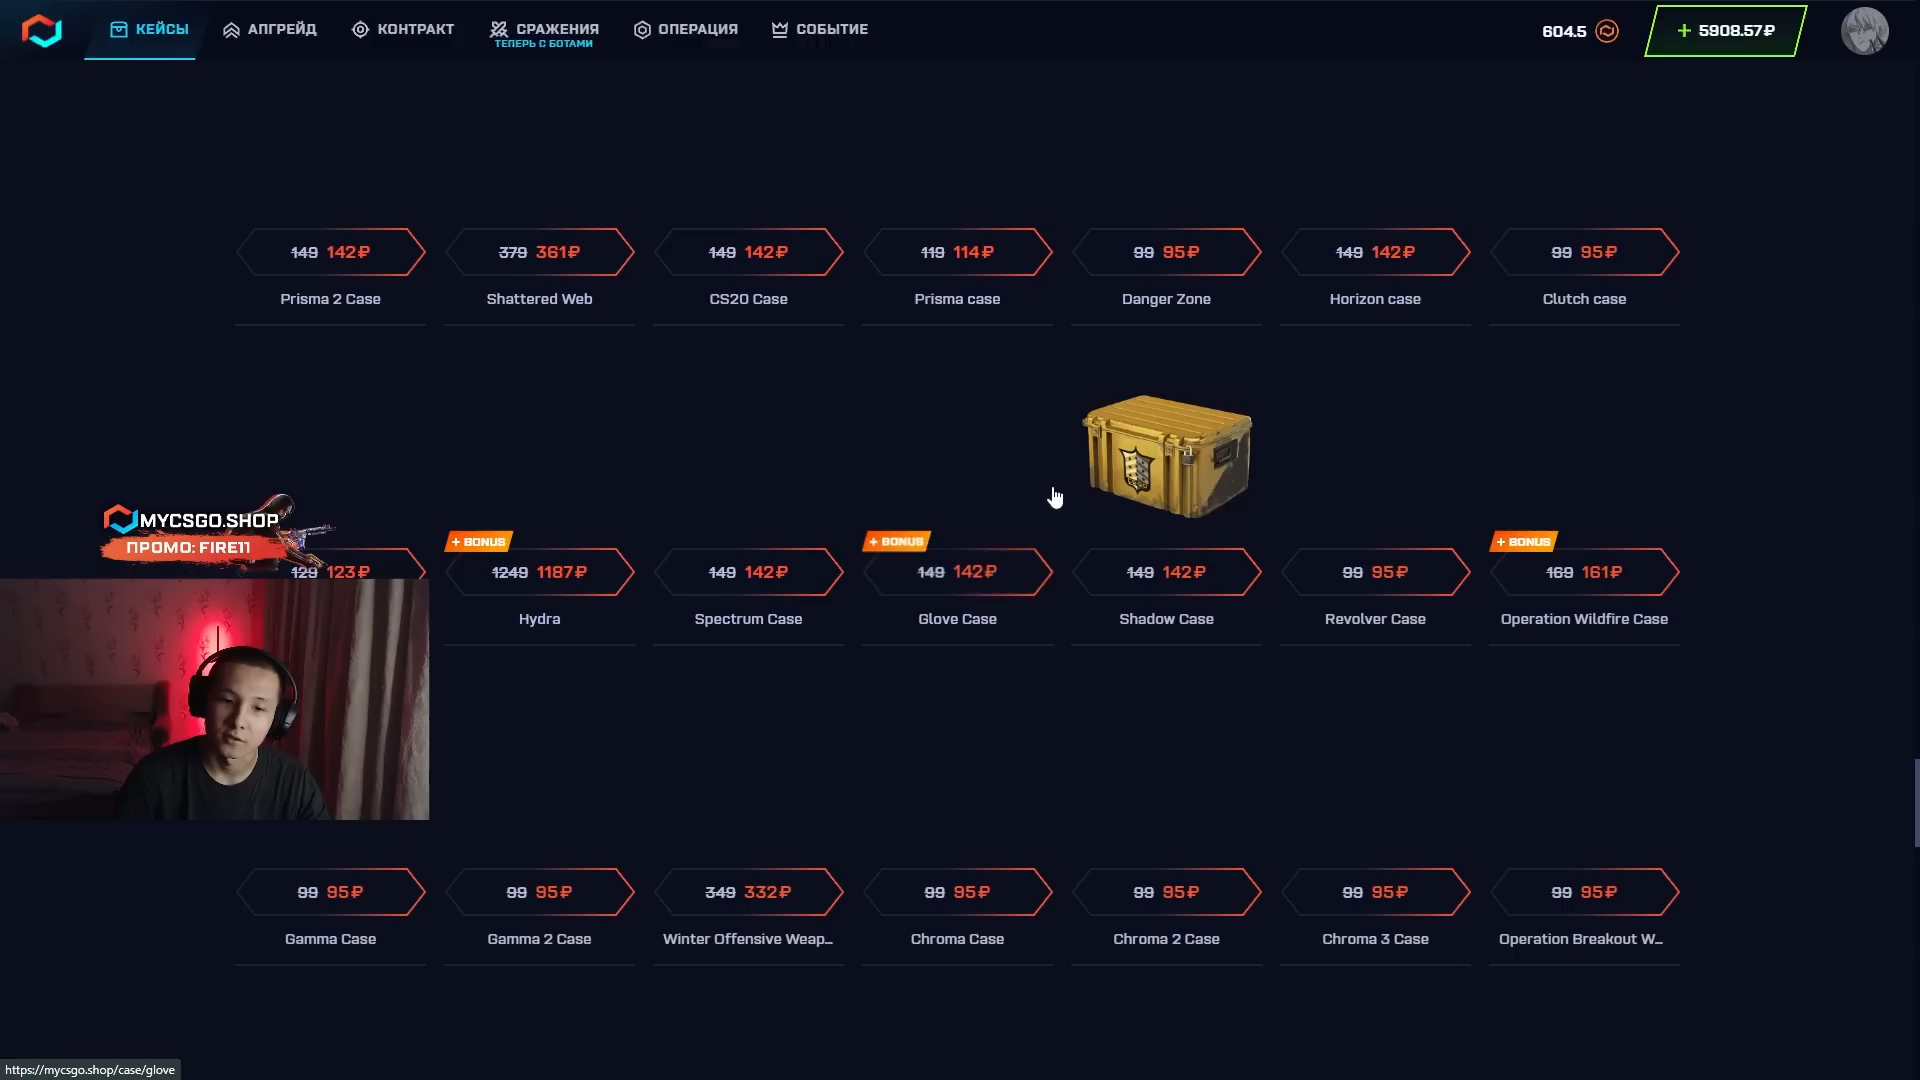 КЕЙСЫ
АПГРЕЙД
КОНТРАКТ
СРАЖЕНИЯ
ТЕПЕРЬ С БОТАМИ
ОПЕРАЦИЯ
СОБЫТИЕ
604.5
+ 5908.57₽
149 142₽
379 361₽
149 142₽
119 114₽
99 95₽
149 142₽
99 95₽
Prisma 2 Case
Shattered Web
CS20 Case
Prisma case
Danger Zone
Horizon case
Clutch case
MYCSGO.SHOP
ПРОМО: FIRE11
+ BONUS
+ BONUS
+ BONUS
129 123₽
1249 1187₽
149 142₽
149 142₽
149 142₽
99 95₽
169 161₽
Hydra
Spectrum Case
Glove Case
Shadow Case
Revolver Case
Operation Wildfire Case
99 95₽
99 95₽
349 332₽
99 95₽
99 95₽
99 95₽
99 95₽
Gamma Case
Gamma 2 Case
Winter Offensive Weap...
Chroma Case
Chroma 2 Case
Chroma 3 Case
Operation Breakout W...
https://mycsgo.shop/case/glove